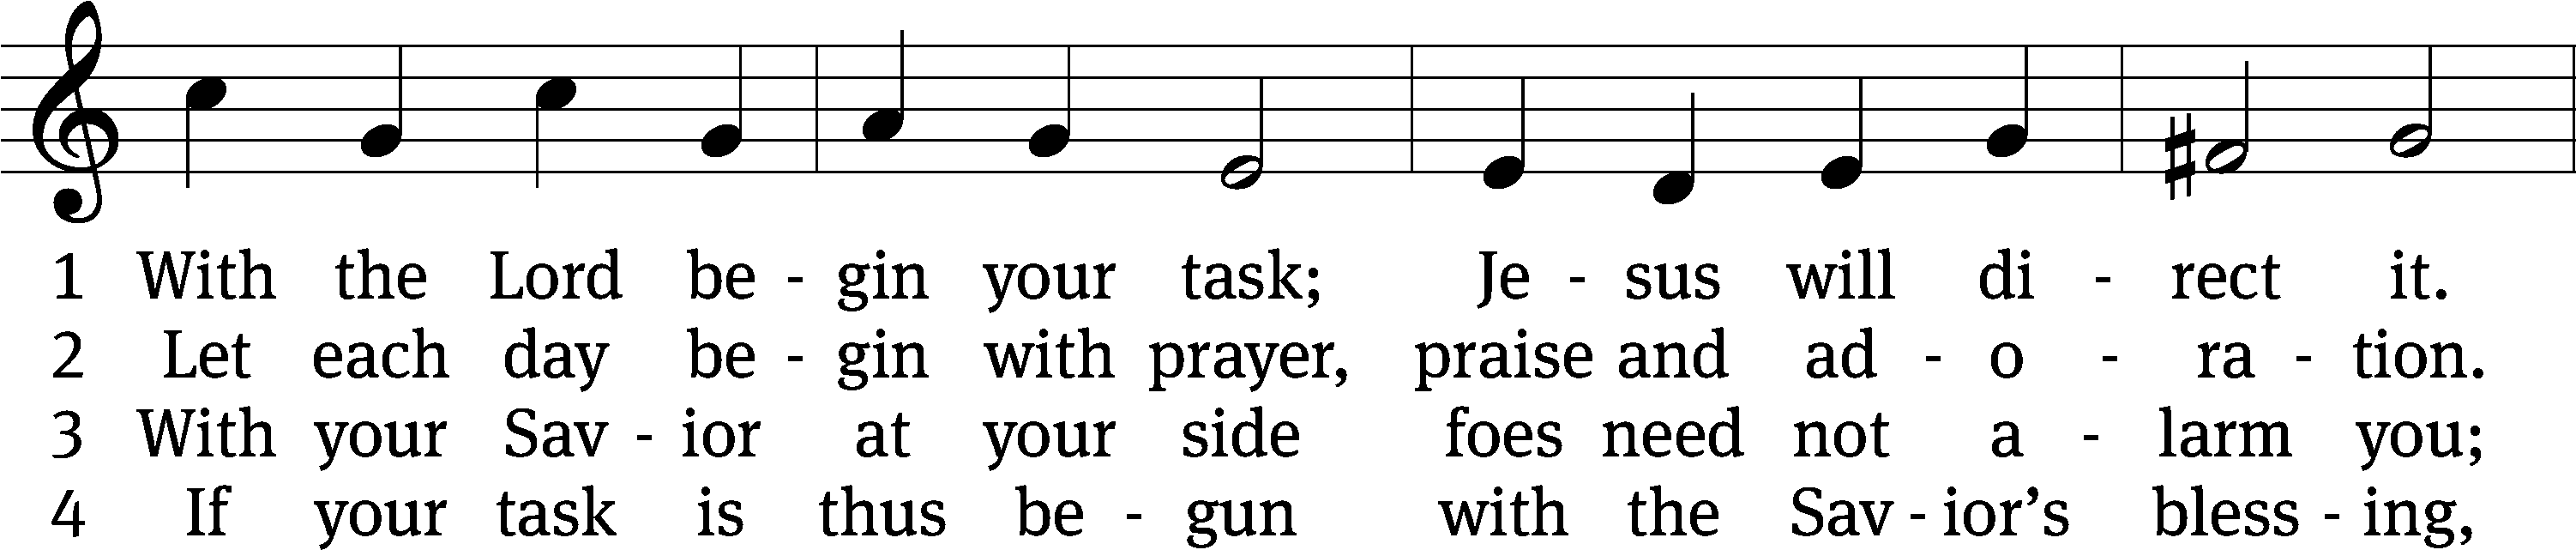 1 With the Lord be - gin your task; Je - sus will di - rect it.
2 Let each day be - gin with prayer, praise and ad - o - ra - tion.
3 With your Sav - ior at your side foes need not a - larm you;
4 If your task is thus be - gun with the Sav - ior’s bless - ing,